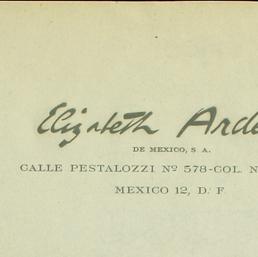 Elizabeth Arde
DE MEXICO, S. A.
CALLE PESTALOZZI Nº 578-COL. N
MEXICO 12, D. F